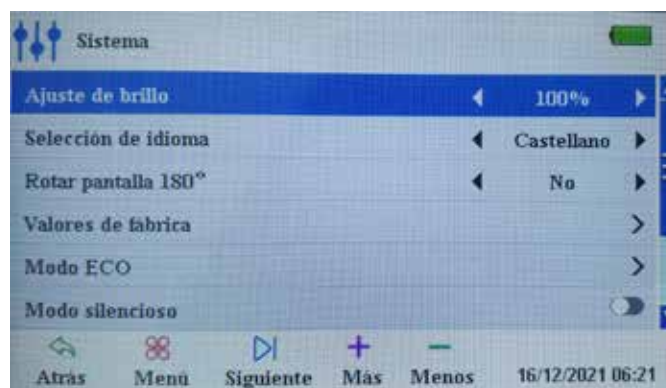 Sistema
Ajuste de brillo 100%
Selección de idioma Castellano
Rotar pantalla 180° No
Valores de fabrica
Modo ECO
Modo silencioso
Atrás Menú Siguiente Más Menos 16/12/2021 06:21